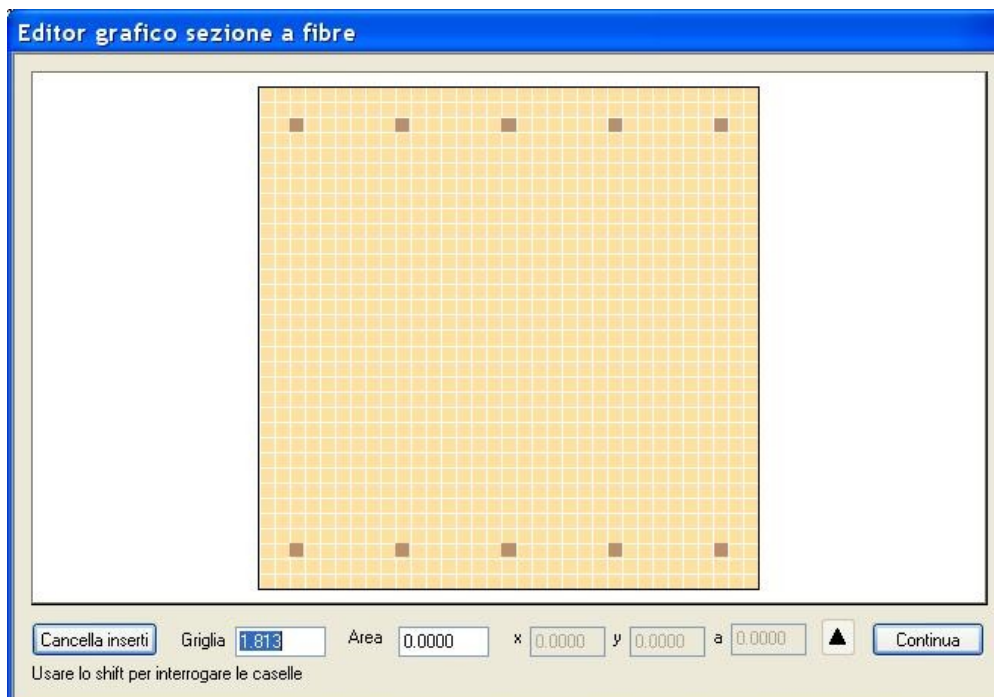 Editor grafico sezione a fibre
Cancella inserti Griglia 1.813 Area 0.0000 x 0.0000 y 0.0000 a 0.0000 Continua
Usare lo shift per interrogare le caselle